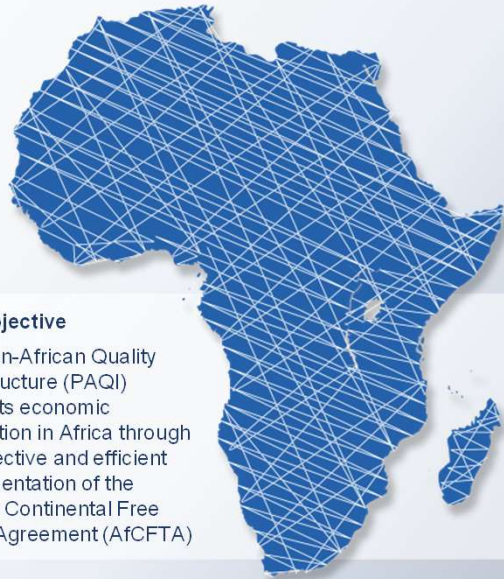 jective
n-African Quality
ucture (PAQI)
ts economic
tion in Africa through
ective and efficient
entation of the
Continental Free
Agreement (AfCFTA)